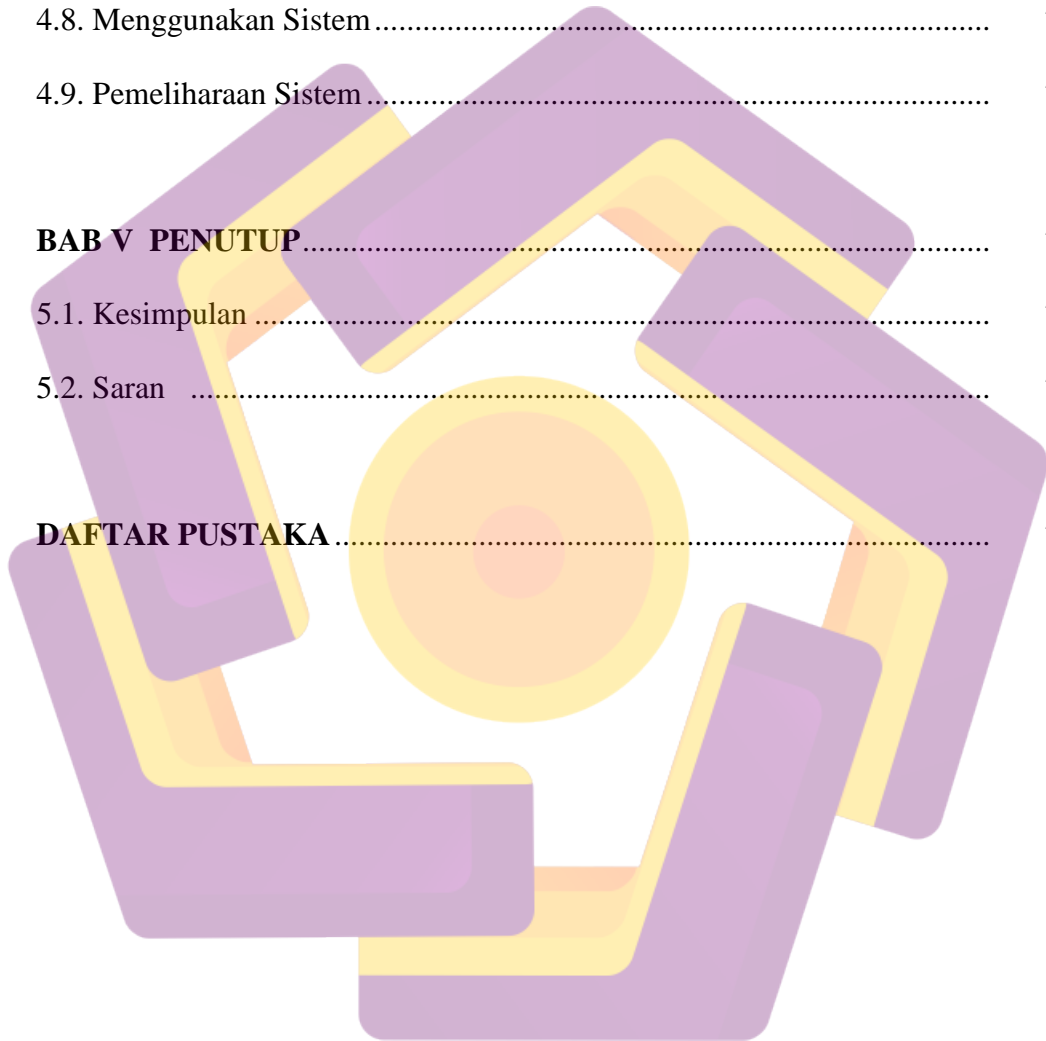 4.8. Menggunakan Sistem ............................................................................
4.9. Pemeliharaan Sistem .............................................................................
BAB V  PENUTUP .....................................................................................
5.1. Kesimpulan ...........................................................................................
5.2. Saran   ...................................................................................................
DAFTAR PUSTAKA .................................................................................